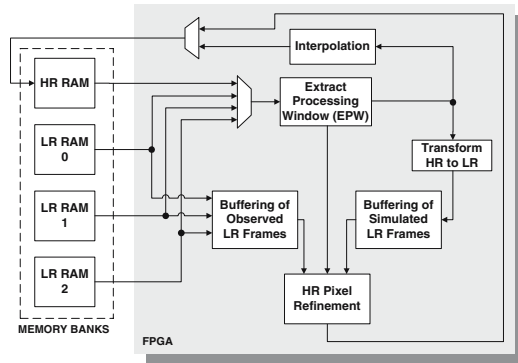 Interpolation
HR RAM
Extract
Processing
Window (EPW)
LR RAM
0
Transform
HR to LR
LR RAM
1
Buffering of
Observed
LR Frames
Buffering of
Simulated
LR Frames
LR RAM
2
HR Pixel
Refinement
MEMORY BANKS
FPGA